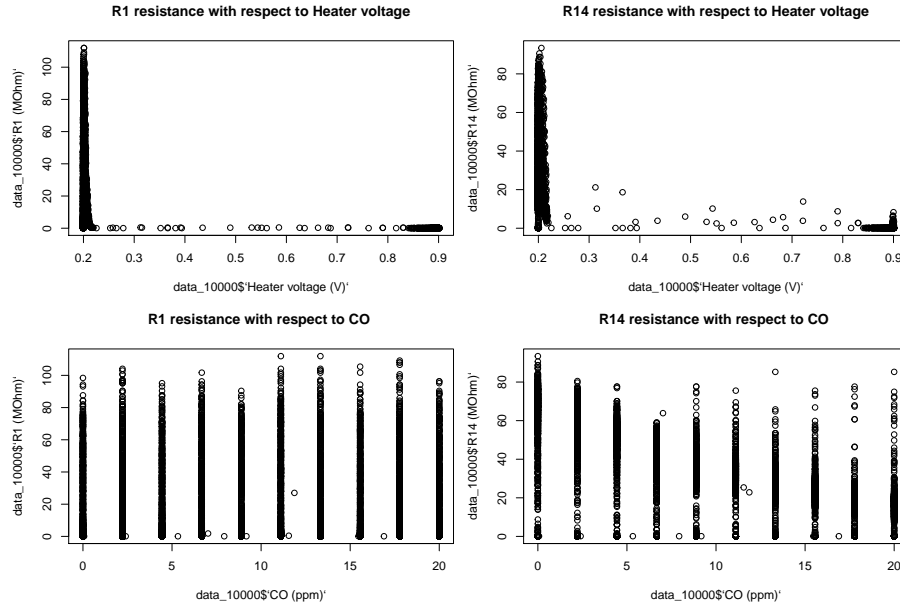 R1 resistance with respect to Heater voltage
data_10000$‘R1 (MOhm)‘
0 20 40 60 80 100
0.2 0.3 0.4 0.5 0.6 0.7 0.8 0.9
data_10000$‘Heater voltage (V)‘
R14 resistance with respect to Heater voltage
data_10000$‘R14 (MOhm)‘
0 20 40 60 80
0.2 0.3 0.4 0.5 0.6 0.7 0.8 0.9
data_10000$‘Heater voltage (V)‘
R1 resistance with respect to CO
data_10000$‘R1 (MOhm)‘
0 20 40 60 80 100
0 5 10 15 20
data_10000$‘CO (ppm)‘
R14 resistance with respect to CO
data_10000$‘R14 (MOhm)‘
0 20 40 60 80
0 5 10 15 20
data_10000$‘CO (ppm)‘